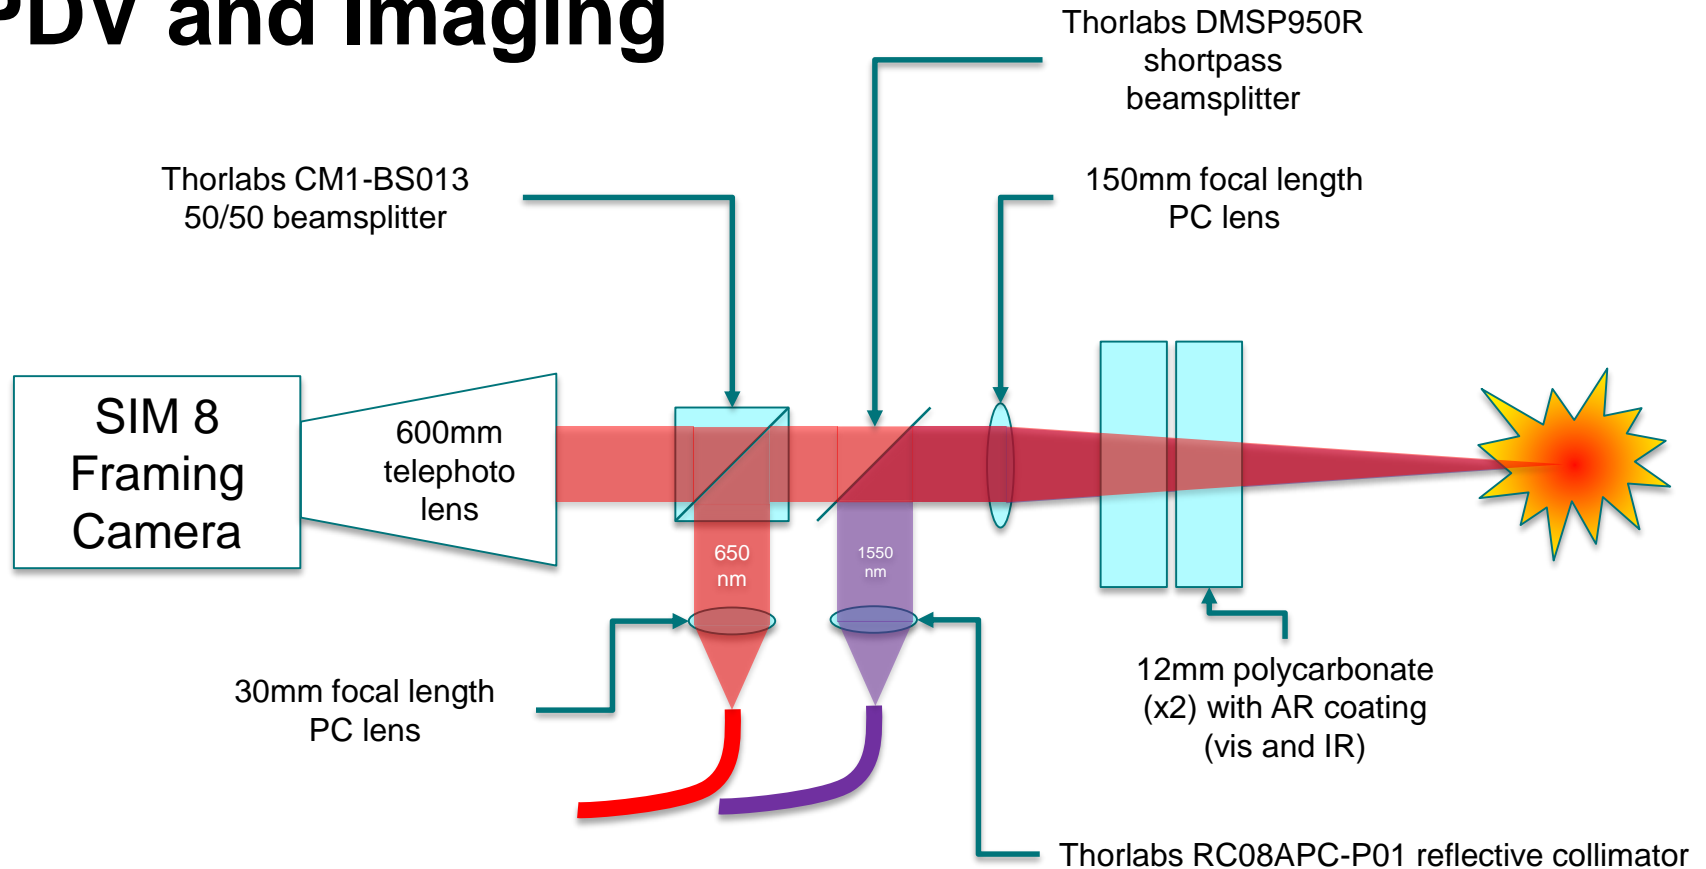 PDV and Imaging
Thorlabs DMSP950R
shortpass
beamsplitter
Thorlabs CM1-BS013
50/50 beamsplitter
150mm focal length
PC lens
SIM 8
Framing
Camera
600mm
telephoto
lens
650
nm
1550
nm
30mm focal length
PC lens
12mm polycarbonate
(x2) with AR coating
(vis and IR)
Thorlabs RC08APC-P01 reflective collimator